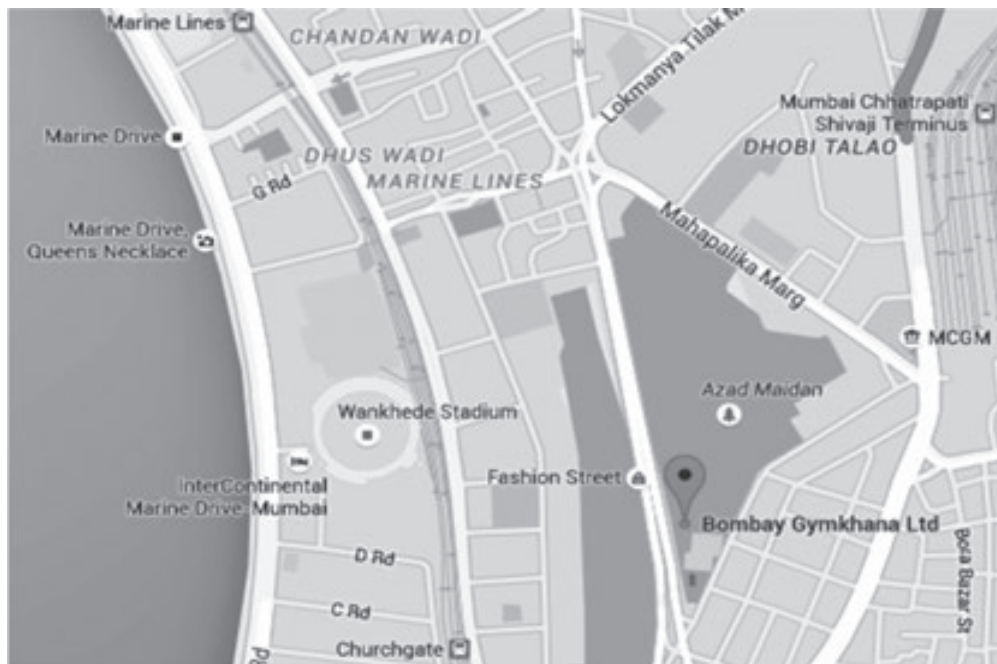 Marine Lines
CHANDAN WADI
Lokmanya Tilak M
Mumbai Chhatrapati
Shivaji Terminus
Marine Drive
DHOBI TALAO
DHUS WADI
MARINE LINES
G Rd
Marine Drive,
Queens Necklace
Mahapalika Marg
MCGM
Azad Maidan
Wankhede Stadium
Fashion Street
InterContinental
Marine Drive, Mumbai
Bombay Gymkhana Ltd
D Rd
Bora Bazar St
C Rd
Churchgate